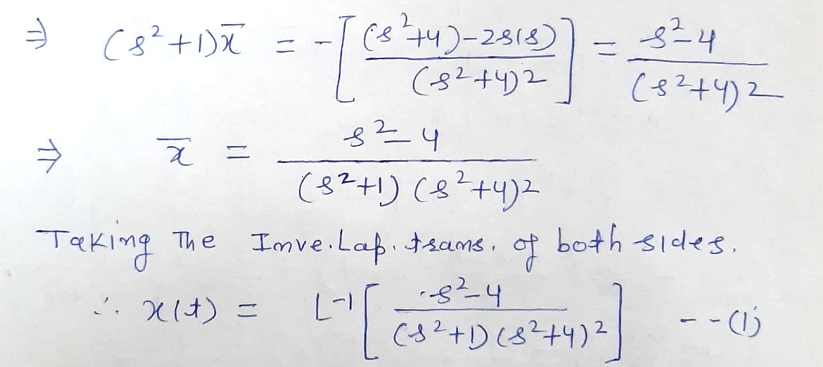 ⇒ (s²+1)x̄ = -[(s²+4)-2s(s) / (s²+4)2] = s²-4 / (s²+4)2
⇒ x̄ = s²-4 / (s²+1)(s²+4)2
Taking The Inve. Lap. trans. of both sides.
∴ x(t) = L-1[s²-4 / (s²+1)(s²+4)²] --(1)